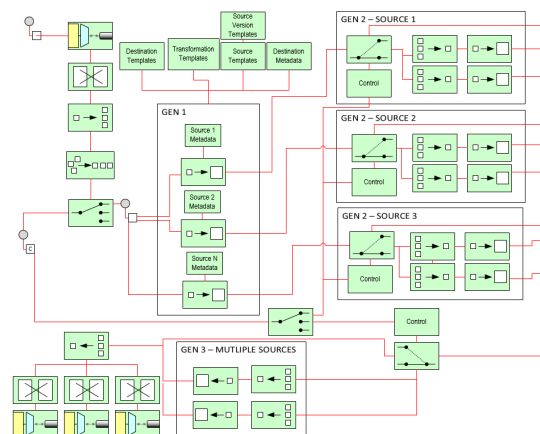 Source
Version
Templates
Destination
Templates
Transformation
Templates
Source
Templates
Destination
Metadata
GEN 1
Source 1
Metadata
Source 2
Metadata
Source N
Metadata
GEN 2 – SOURCE 1
Control
GEN 2 – SOURCE 2
Control
GEN 2 – SOURCE 3
Control
C
Control
GEN 3 – MUTLIPLE SOURCES